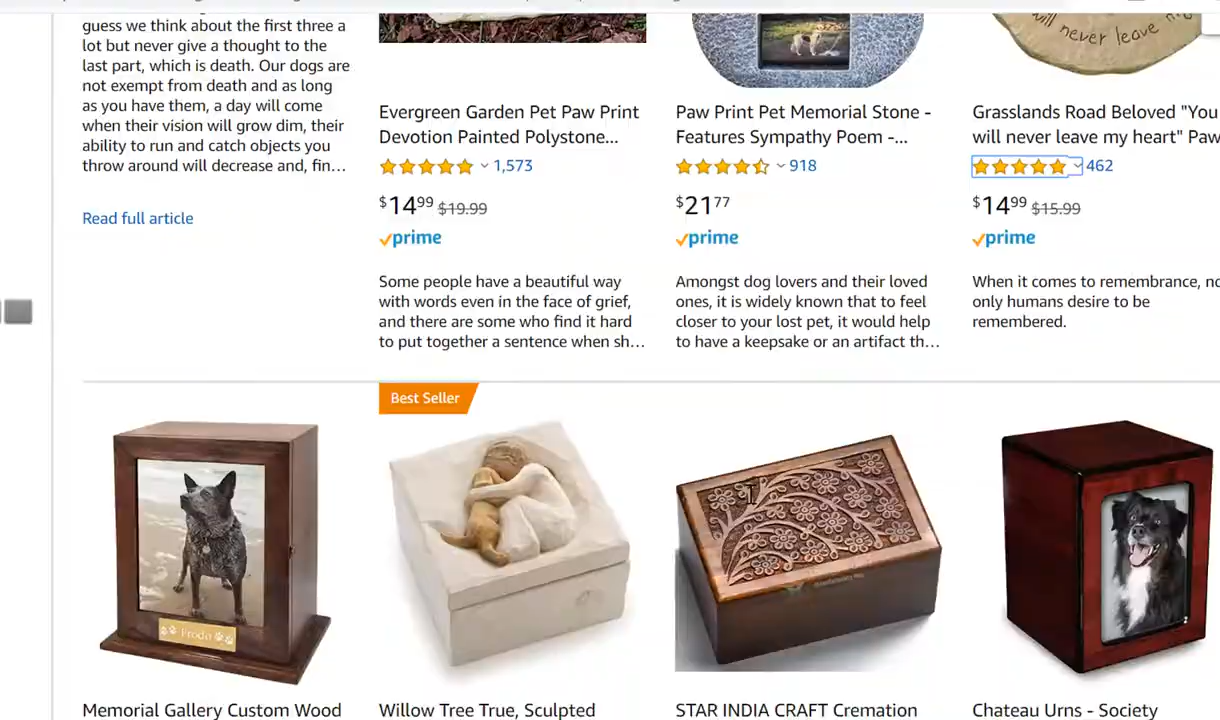 guess we think about the first three a
lot but never give a thought to the
last part, which is death. Our dogs are
not exempt from death and as long
as you have them, a day will come
when their vision will grow dim, their
ability to run and catch objects you
throw around will decrease and, fin...
Read full article
Evergreen Garden Pet Paw Print
Devotion Painted Polystone...
1,573
$14.99 $19.99
prime
Some people have a beautiful way
with words even in the face of grief,
and there are some who find it hard
to put together a sentence when sh...
Paw Print Pet Memorial Stone -
Features Sympathy Poem -...
918
$21.77
prime
Amongst dog lovers and their loved
ones, it is widely known that to feel
closer to your lost pet, it would help
to have a keepsake or an artifact th...
will never leave
Grasslands Road Beloved "You
will never leave my heart" Paw
462
$14.99 $15.99
prime
When it comes to remembrance, no
only humans desire to be
remembered.
Frodo
Memorial Gallery Custom Wood
Best Seller
Willow Tree True, Sculpted
STAR INDIA CRAFT Cremation
Chateau Urns - Society